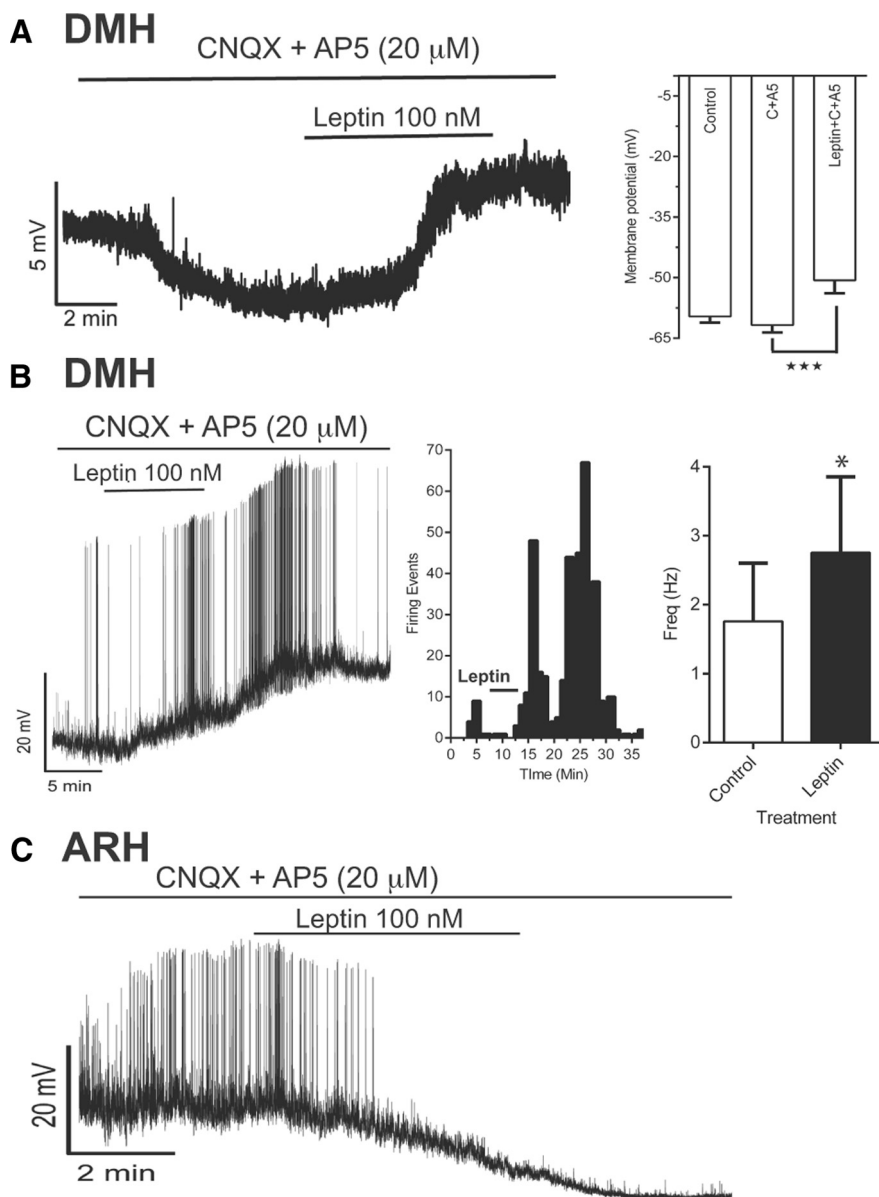 A DMH
CNQX + AP5 (20 μM)
Leptin 100 nM
5 mV
2 min
Membrane potential (mV)
-5
-20
-35
-50
-65
Control
C+A5
Leptin+C+A5
★★★
B DMH
CNQX + AP5 (20 μM)
Leptin 100 nM
20 mV
5 min
Firing Events
70
60
50
40
30
20
10
0
Leptin
0 5 10 15 20 25 30 35
TIme (Min)
Freq (Hz)
4
3
2
1
0
*
Control
Leptin
Treatment
C ARH
CNQX + AP5 (20 μM)
Leptin 100 nM
20 mV
2 min